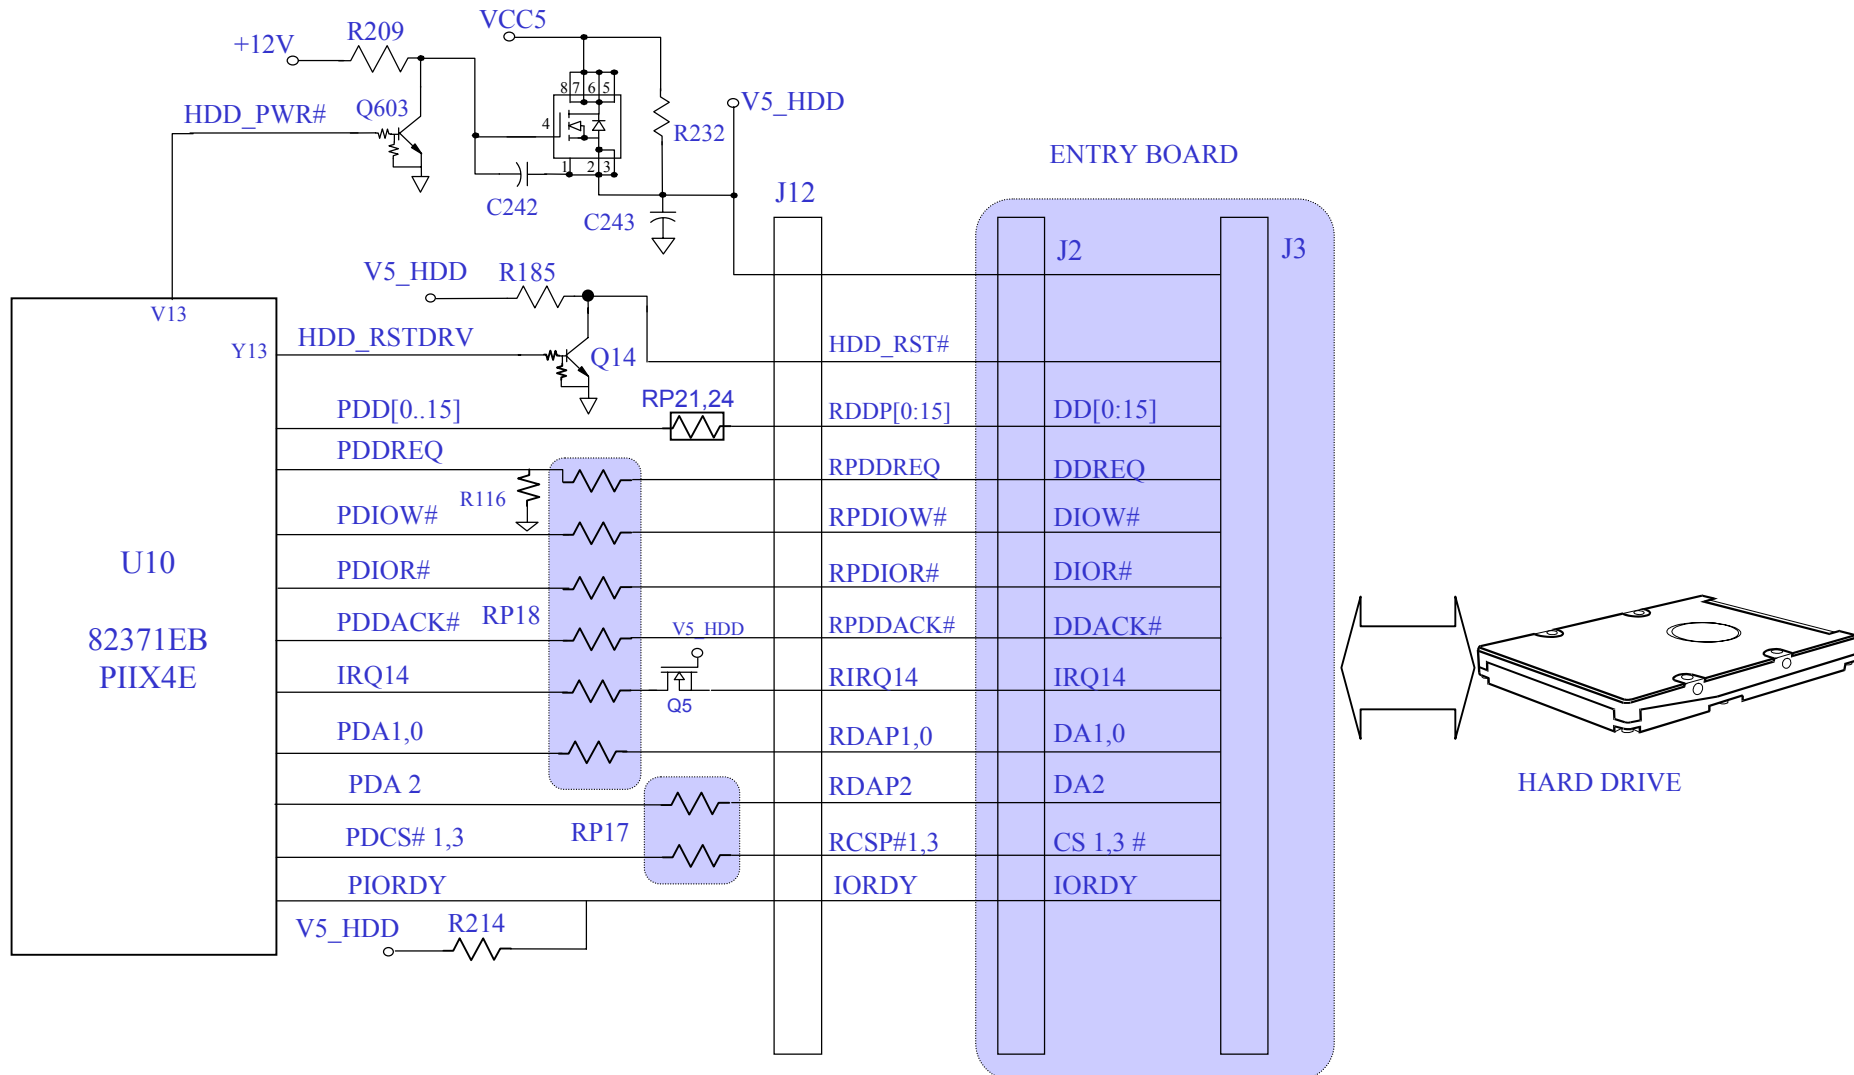 R209
VCC5
+12V
HDD_PWR#
Q603
8 7 6 5
4
1 2 3
R232
V5_HDD
C242
C243
ENTRY BOARD
J12
J2
J3
V5_HDD
R185
V13
Y13
HDD_RSTDRV
Q14
HDD_RST#
PDD[0..15]
RP21,24
RDDP[0:15]
DD[0:15]
PDDREQ
R116
RPDDREQ
DDREQ
PDIOW#
RPDIOW#
DIOW#
U10
82371EB
PIIX4E
PDIOR#
RPDIOR#
DIOR#
PDDACK#
RP18
V5_HDD
RPDDACK#
DDACK#
IRQ14
Q5
RIRQ14
IRQ14
PDA1,0
RDAP1,0
DA1,0
PDA 2
RDAP2
DA2
PDCS# 1,3
RP17
RCSP#1,3
CS 1,3 #
PIORDY
IORDY
IORDY
V5_HDD
R214
HARD DRIVE